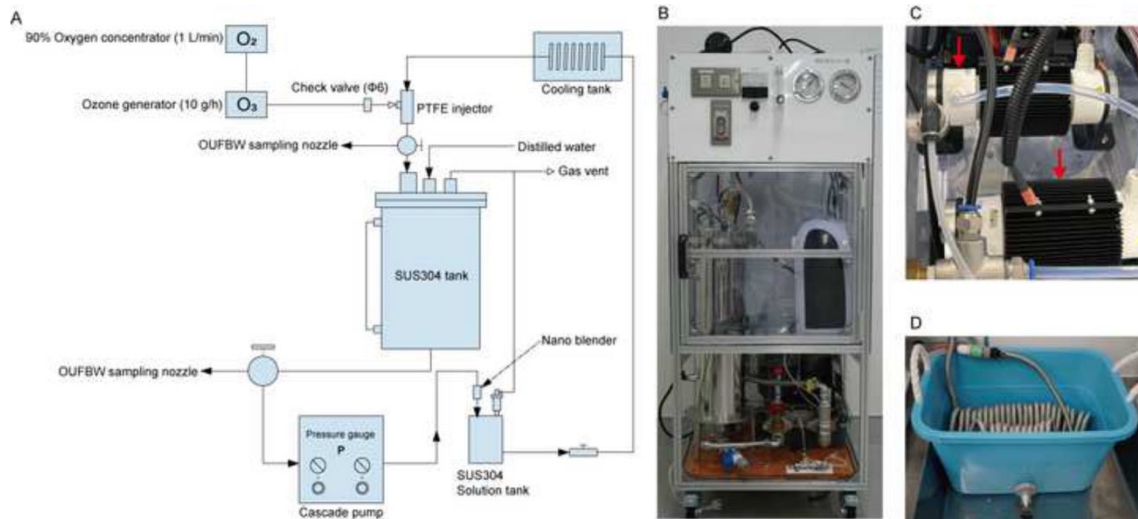 A
90% Oxygen concentrator (1 L/min)
O₂
Ozone generator (10 g/h)
O₃
Check valve (Φ6)
PTFE injector
Cooling tank
OUFBW sampling nozzle
Distilled water
Gas vent
SUS304 tank
Nano blender
OUFBW sampling nozzle
Pressure gauge
P
Cascade pump
SUS304
Solution tank
B
C
D